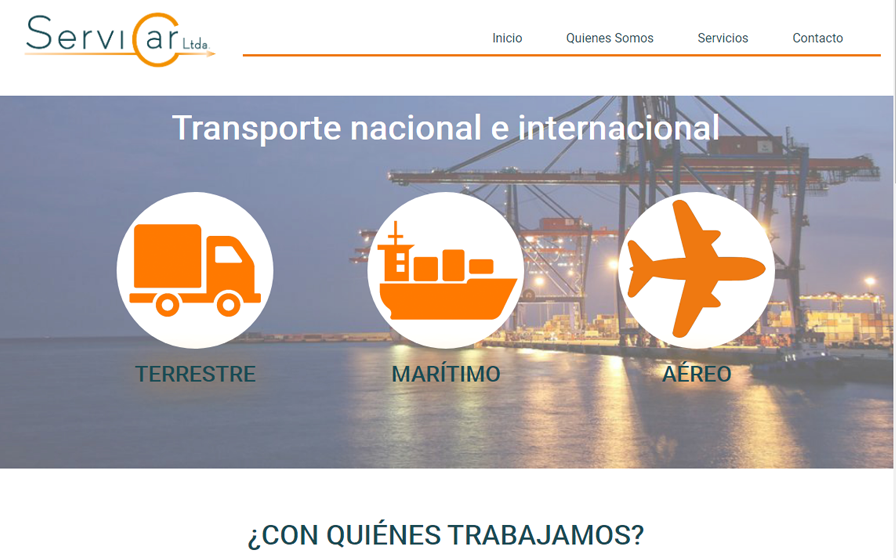 ServiCar Ltda.
Inicio Quienes Somos Servicios Contacto
Transporte nacional e internacional
TERRESTRE MARÍTIMO AÉREO
¿CON QUIÉNES TRABAJAMOS?